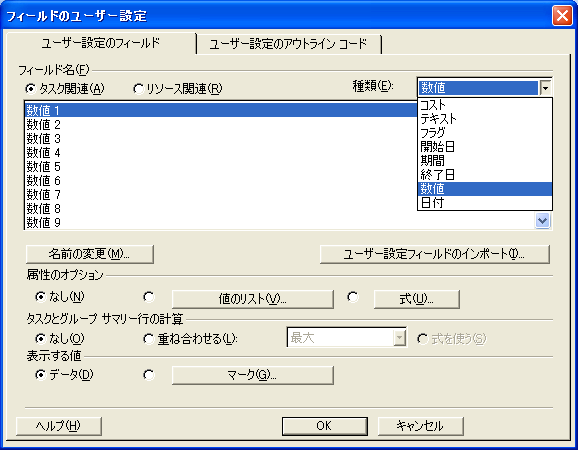 フィールドのユーザー設定
ユーザー設定のフィールド ユーザー設定のアウトライン コード
フィールド名(F)
タスク関連(A) リソース関連(R) 種類(E): 数値
数値 1
数値 2
数値 3
数値 4
数値 5
数値 6
数値 7
数値 8
数値 9
コスト
テキスト
フラグ
開始日
期間
終了日
数値
日付
名前の変更(M)... ユーザー設定フィールドのインポート(I)...
属性のオプション
なし(N) 値のリスト(V)... 式(U)...
タスクとグループ サマリー行の計算
なし(O) 重ね合わせる(L): 最大 式を使う(S)
表示する値
データ(D) マーク(G)...
ヘルプ(H) OK キャンセル